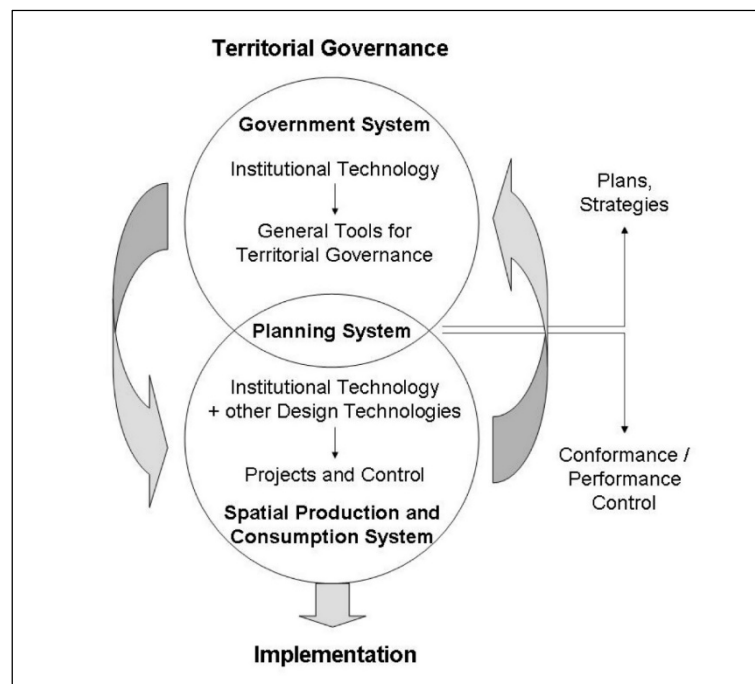 Territorial Governance
Government System
Institutional Technology
General Tools for
Territorial Governance
Planning System
Institutional Technology
+ other Design Technologies
Projects and Control
Spatial Production and
Consumption System
Implementation
Plans,
Strategies
Conformance /
Performance
Control